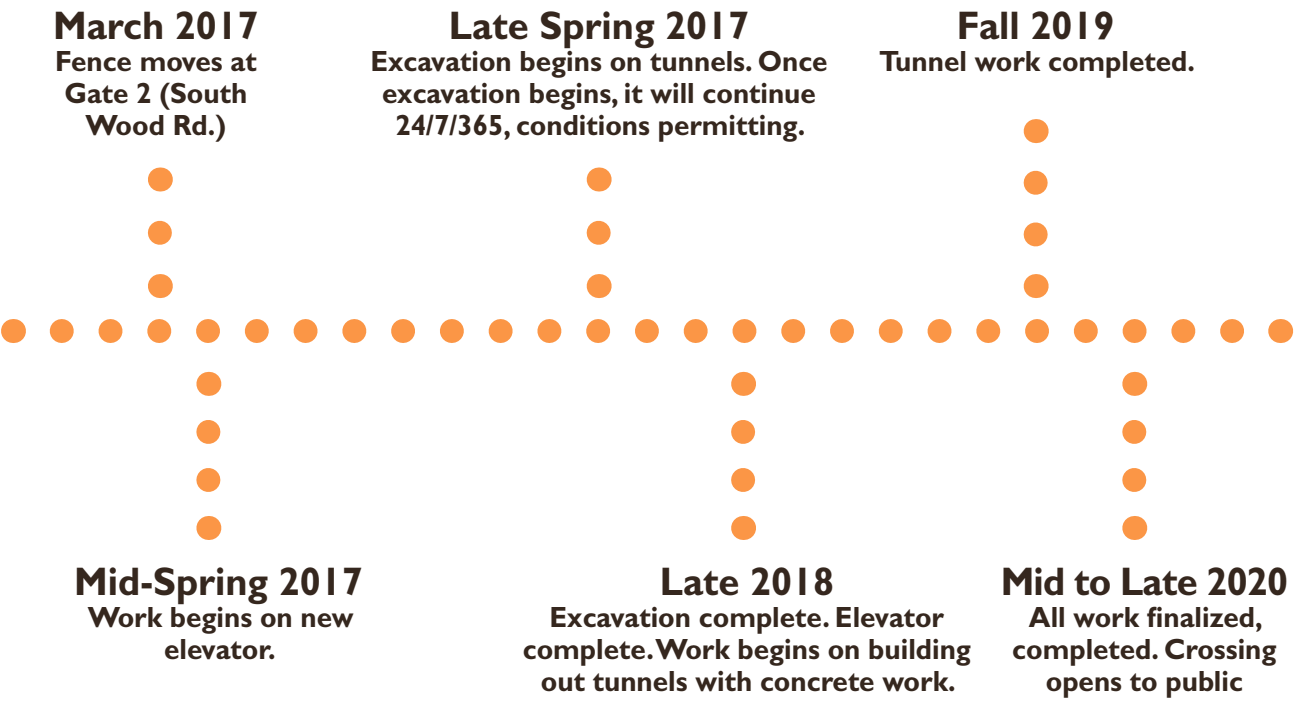 March 2017
Fence moves at
Gate 2 (South
Wood Rd.)
Late Spring 2017
Excavation begins on tunnels. Once
excavation begins, it will continue
24/7/365, conditions permitting.
Fall 2019
Tunnel work completed.
Mid-Spring 2017
Work begins on new
elevator.
Late 2018
Excavation complete. Elevator
complete. Work begins on building
out tunnels with concrete work.
Mid to Late 2020
All work finalized,
completed. Crossing
opens to public